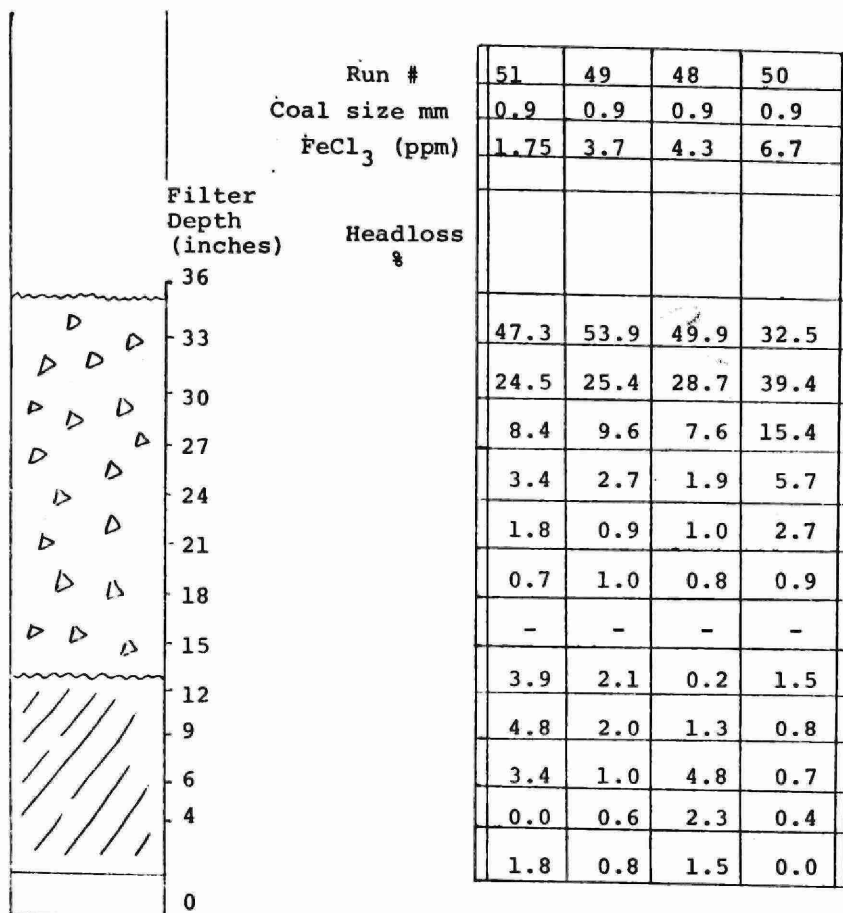 Run # 51 49 48 50
Coal size mm 0.9 0.9 0.9 0.9
FeCl3 (ppm) 1.75 3.7 4.3 6.7
Filter
Depth
(inches)
Headloss
%
36
33 47.3 53.9 49.9 32.5
24.5 25.4 28.7 39.4
30
8.4 9.6 7.6 15.4
27
3.4 2.7 1.9 5.7
24
1.8 0.9 1.0 2.7
21
0.7 1.0 0.8 0.9
18
- - - -
15
3.9 2.1 0.2 1.5
12
9 4.8 2.0 1.3 0.8
6 3.4 1.0 4.8 0.7
4 0.0 0.6 2.3 0.4
1.8 0.8 1.5 0.0
0